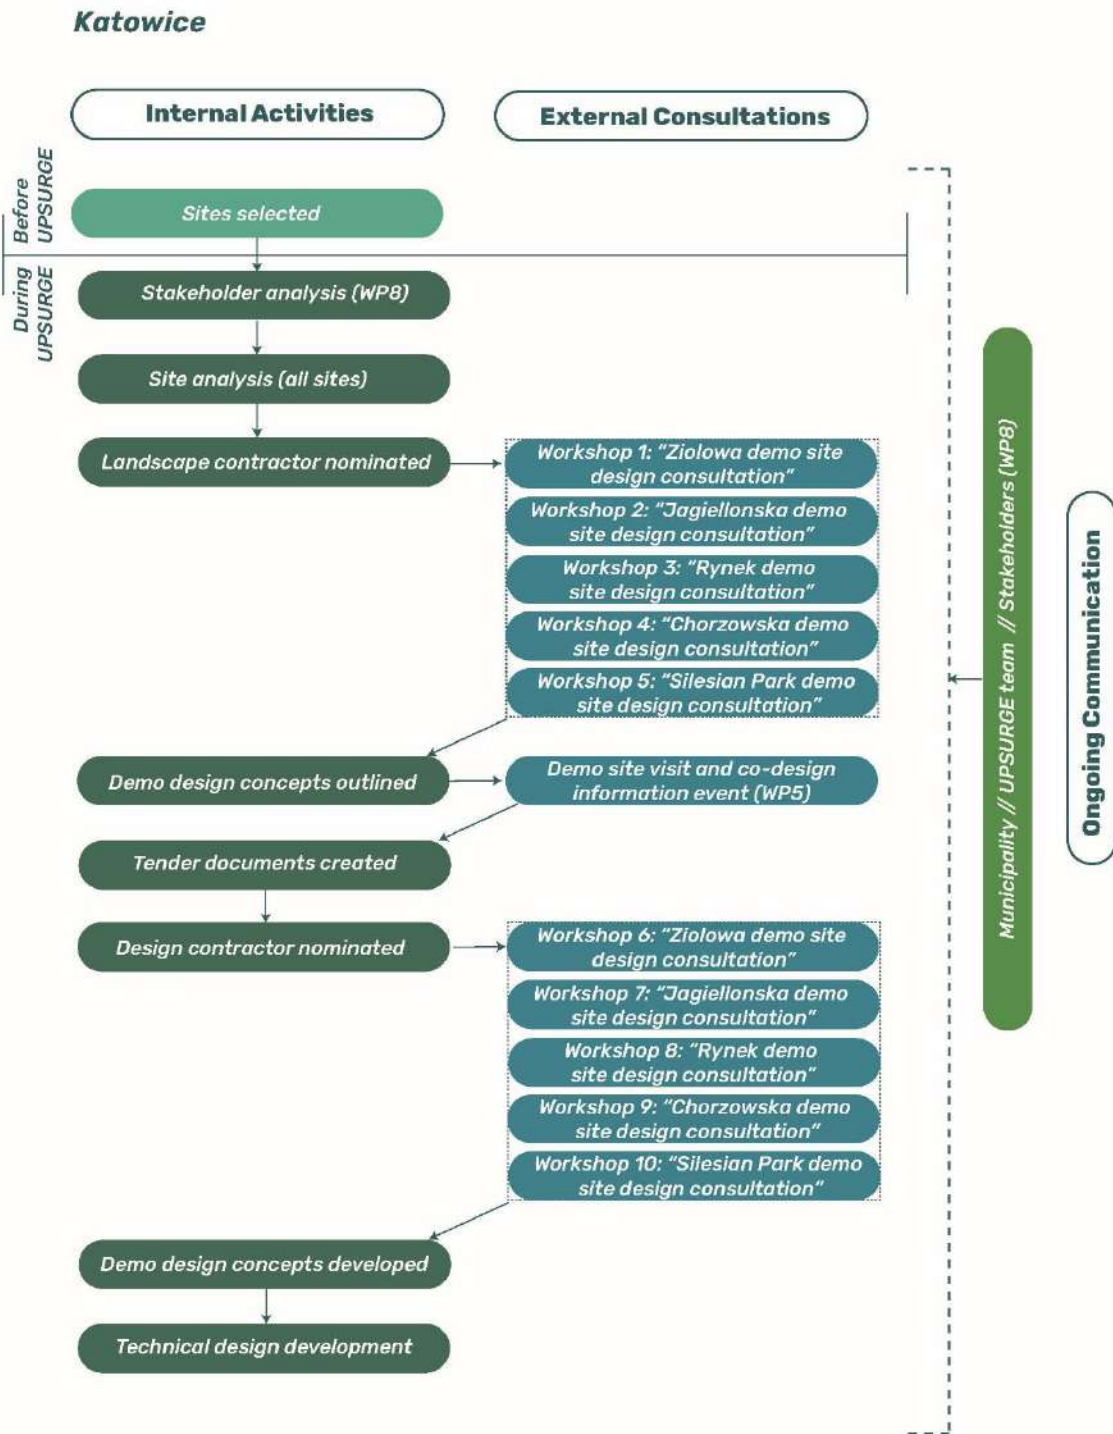 Katowice
Internal Activities
External Consultations
Before
UPSURGE
Sites selected
During
UPSURGE
Stakeholder analysis (WP8)
Site analysis (all sites)
Landscape contractor nominated
Workshop 1: “Ziolowa demo site
design consultation”
Workshop 2: “Jagiellonska demo
site design consultation”
Workshop 3: “Rynek demo
site design consultation”
Workshop 4: “Chorzowska demo
site design consultation”
Workshop 5: “Silesian Park demo
site design consultation”
Demo design concepts outlined
Demo site visit and co-design
information event (WP5)
Tender documents created
Design contractor nominated
Workshop 6: “Ziolowa demo site
design consultation”
Workshop 7: “Jagiellonska demo
site design consultation”
Workshop 8: “Rynek demo
site design consultation”
Workshop 9: “Chorzowska demo
site design consultation”
Workshop 10: “Silesian Park demo
site design consultation”
Demo design concepts developed
Technical design development
Municipality // UPSURGE team // Stakeholders (WP8)
Ongoing Communication